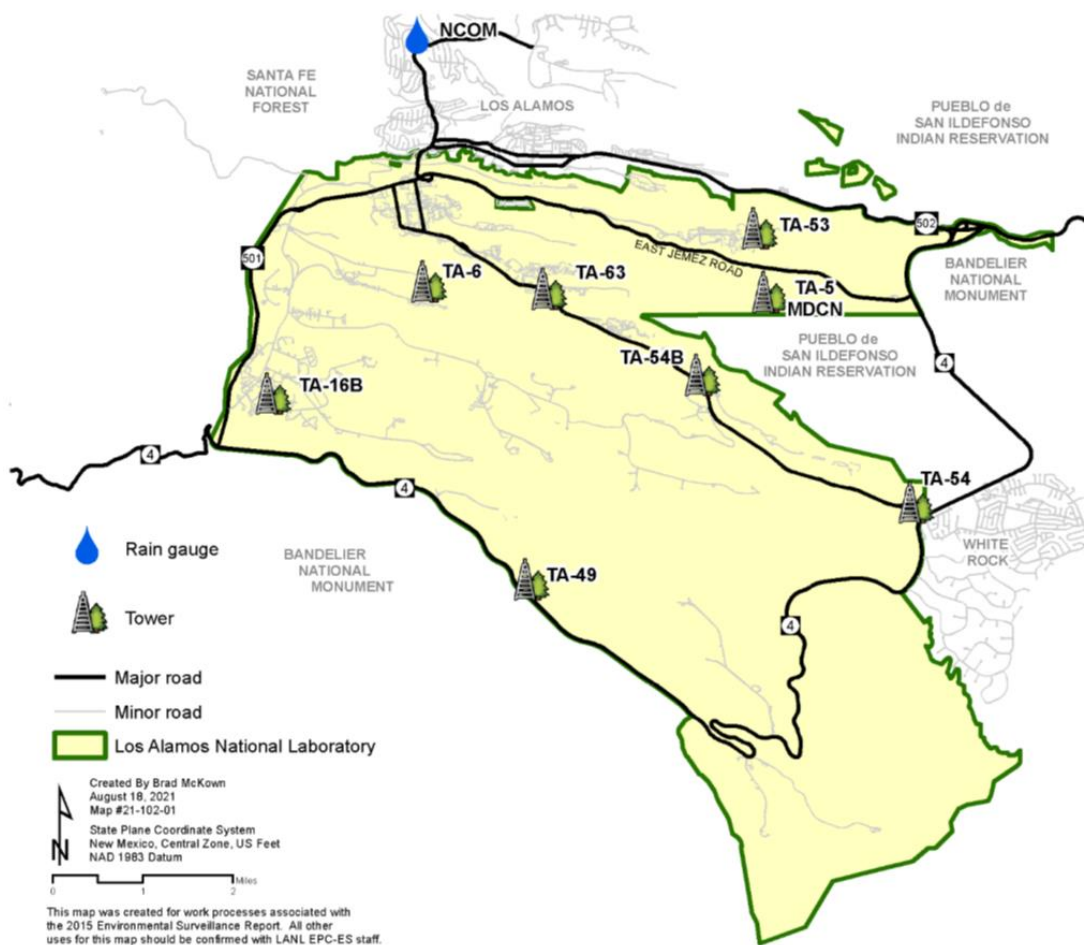 NCOM
SANTA FE
NATIONAL
FOREST
LOS ALAMOS
PUEBLO de
SAN ILDEFONSO
INDIAN RESERVATION
TA-53
502
501
EAST JEMEZ ROAD
BANDELIER
NATIONAL
MONUMENT
TA-6
TA-63
TA-5
MDCN
PUEBLO de
SAN ILDEFONSO
INDIAN RESERVATION
TA-54B
4
TA-16B
4
4
TA-54
WHITE
ROCK
BANDELIER
NATIONAL
MONUMENT
TA-49
4
Rain gauge
Tower
Major road
Minor road
Los Alamos National Laboratory
Created By Brad McKown
August 18, 2021
Map #21-102-01
State Plane Coordinate System
New Mexico, Central Zone, US Feet
NAD 1983 Datum
N
Miles
0 1 2
This map was created for work processes associated with
the 2015 Environmental Surveillance Report. All other
uses for this map should be confirmed with LANL EPC-ES staff.